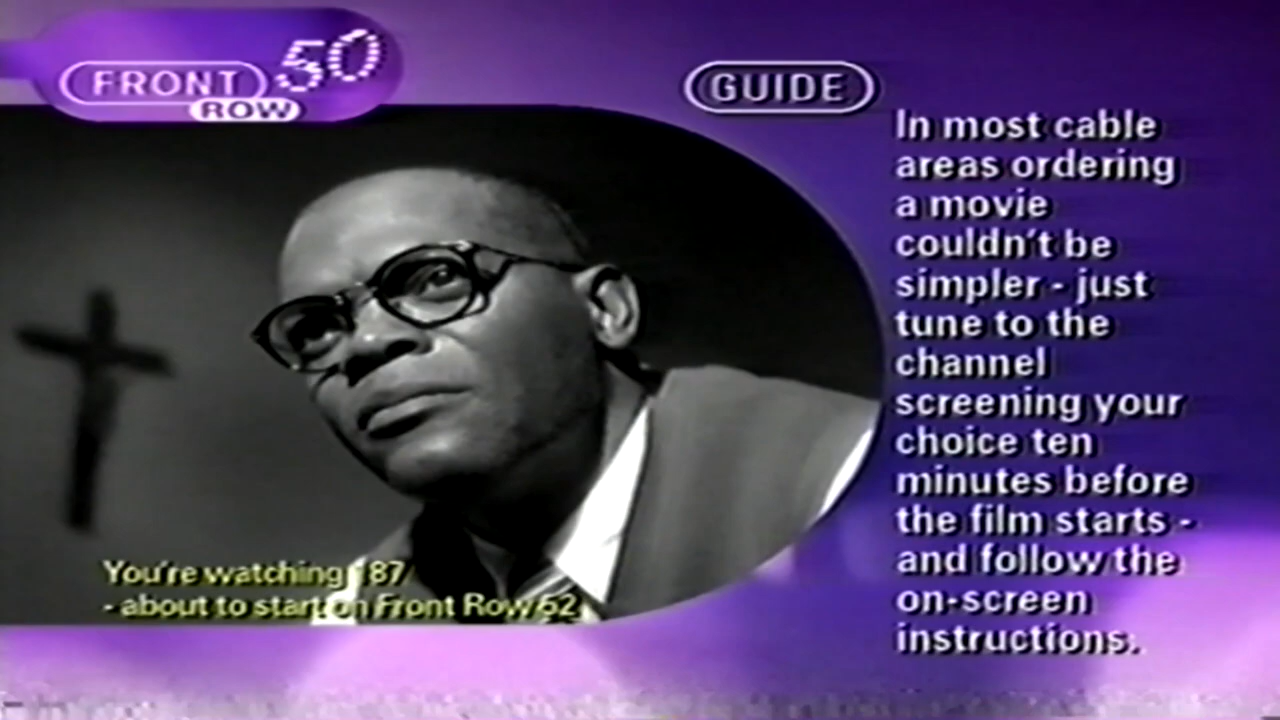 FRONT
ROW
50
GUIDE
In most cable
areas ordering
a movie
couldn't be
simpler - just
tune to the
channel
screening your
choice ten
minutes before
the film starts -
and follow the
on-screen
instructions.
You're watching 187
- about to start on Front Row 52